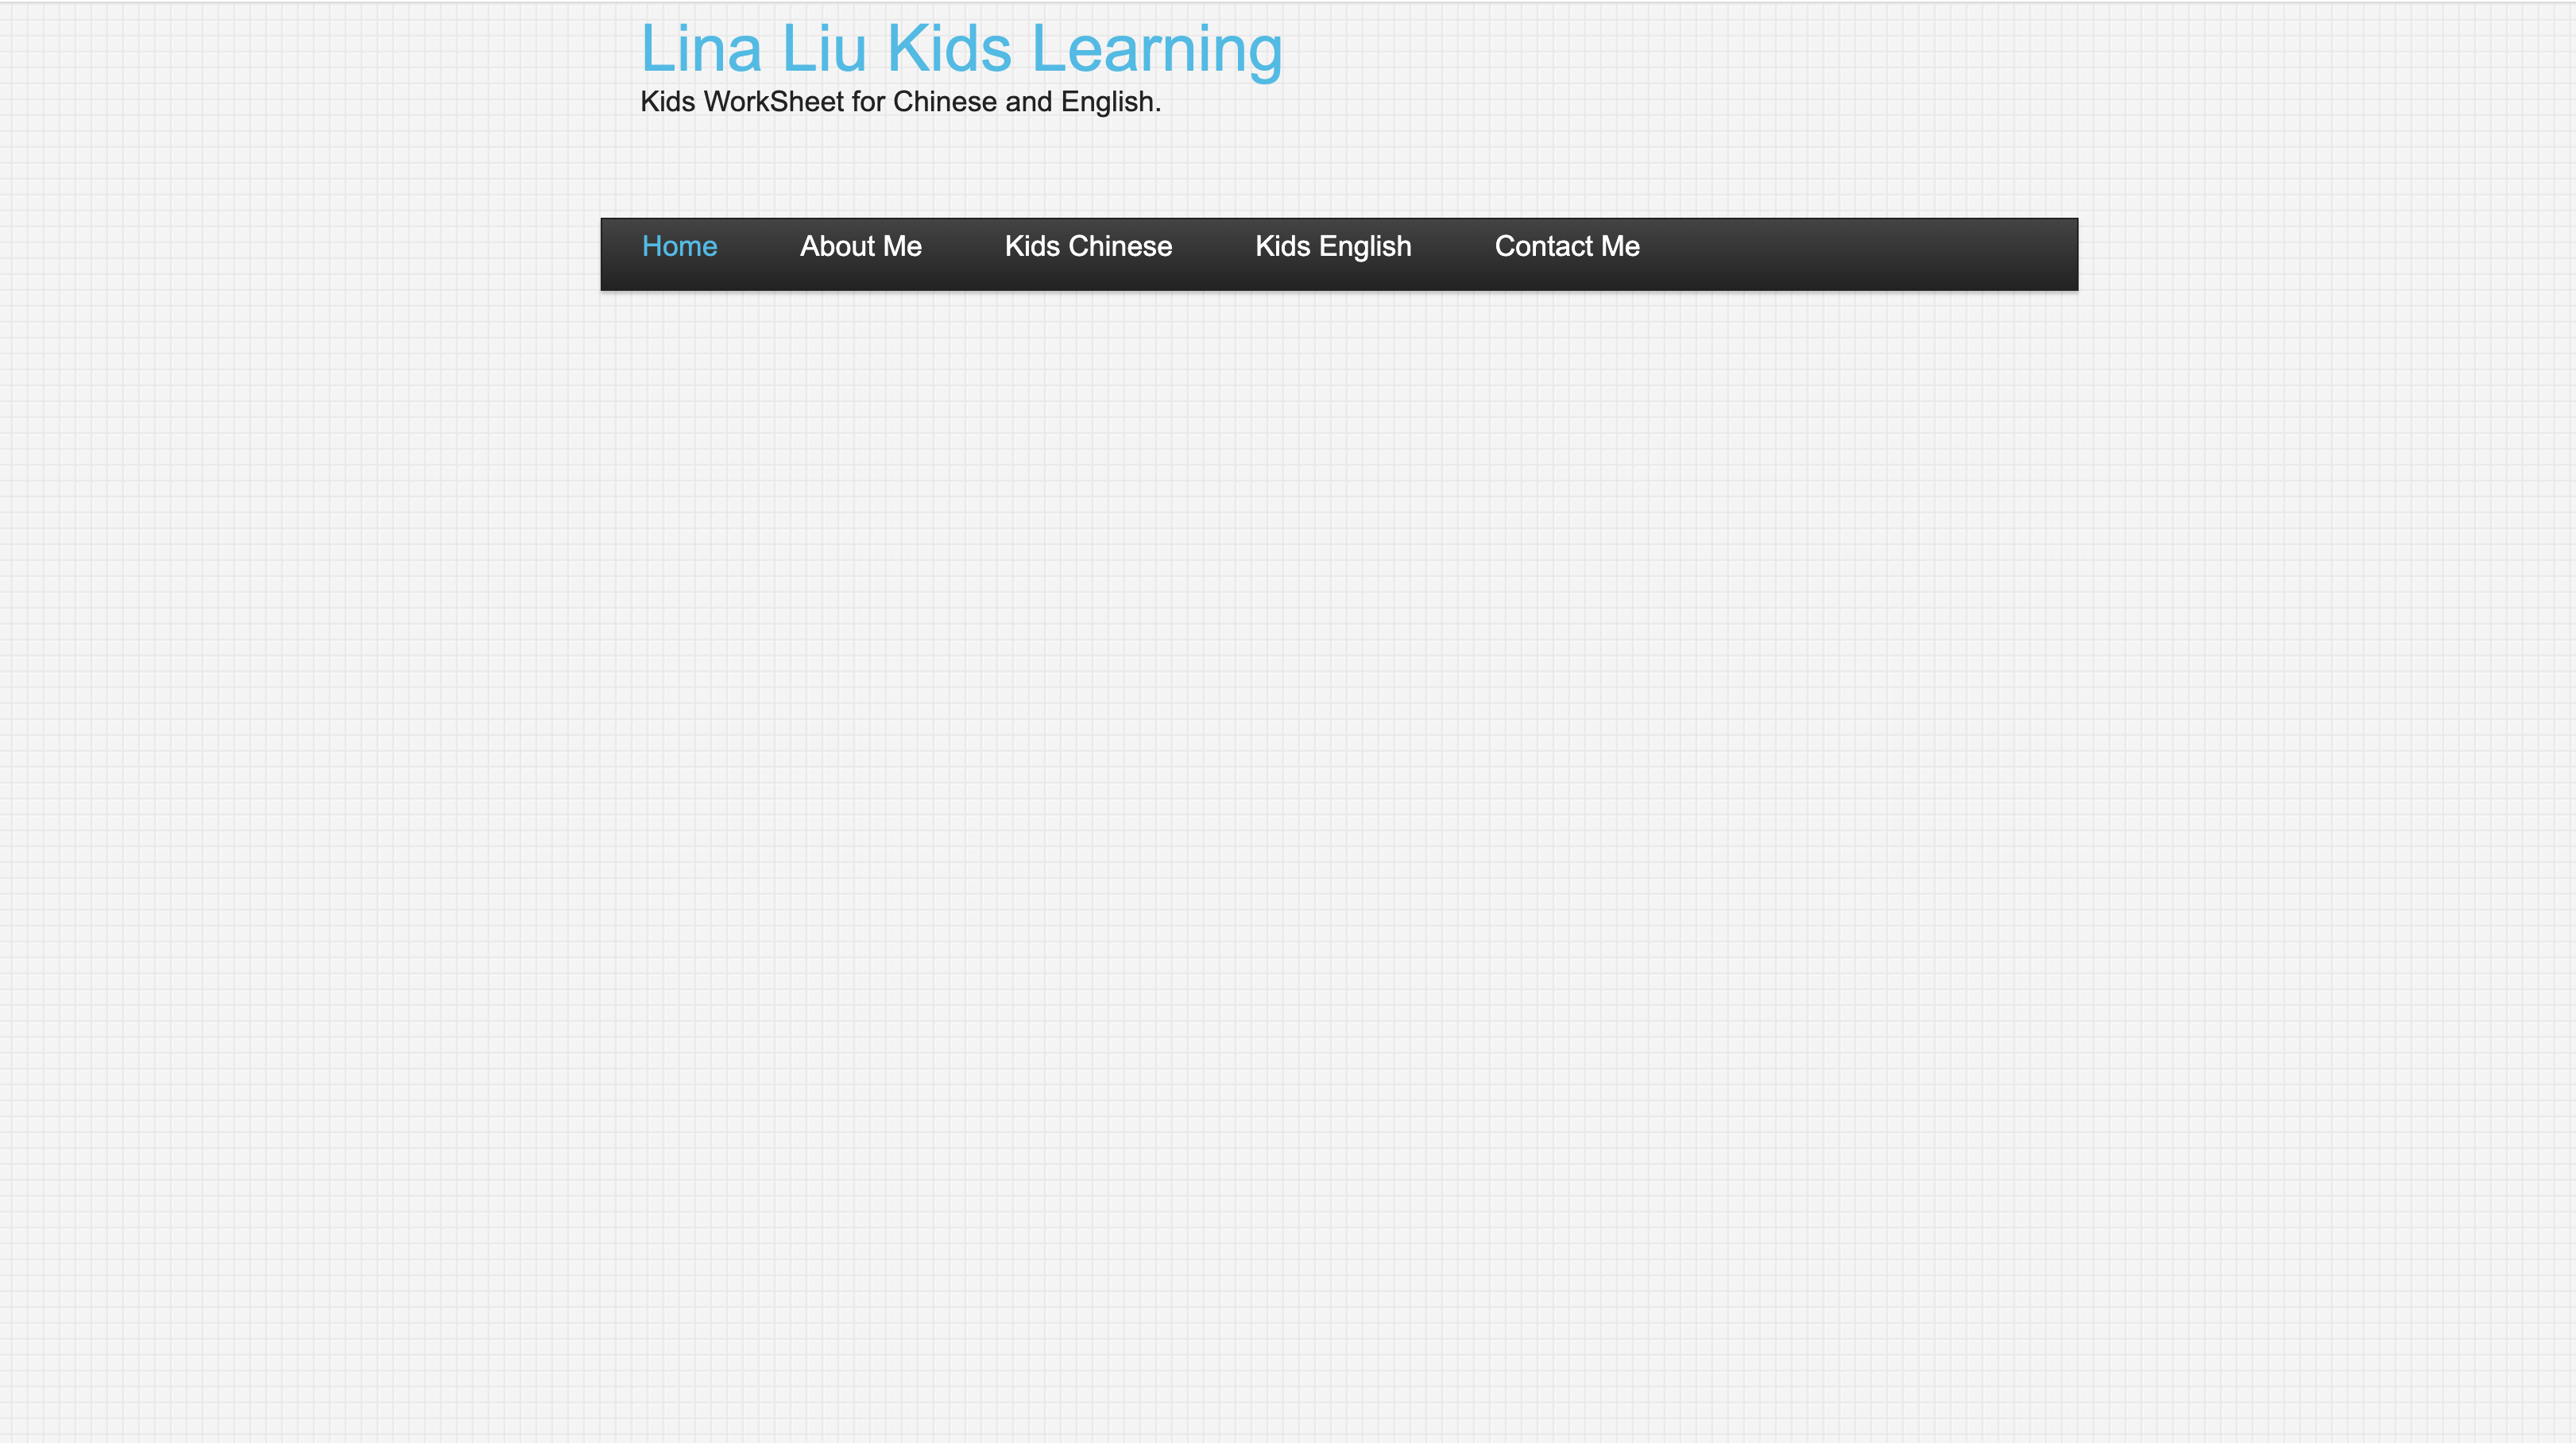 Lina Liu Kids Learning
Kids WorkSheet for Chinese and English.
Home About Me Kids Chinese Kids English Contact Me